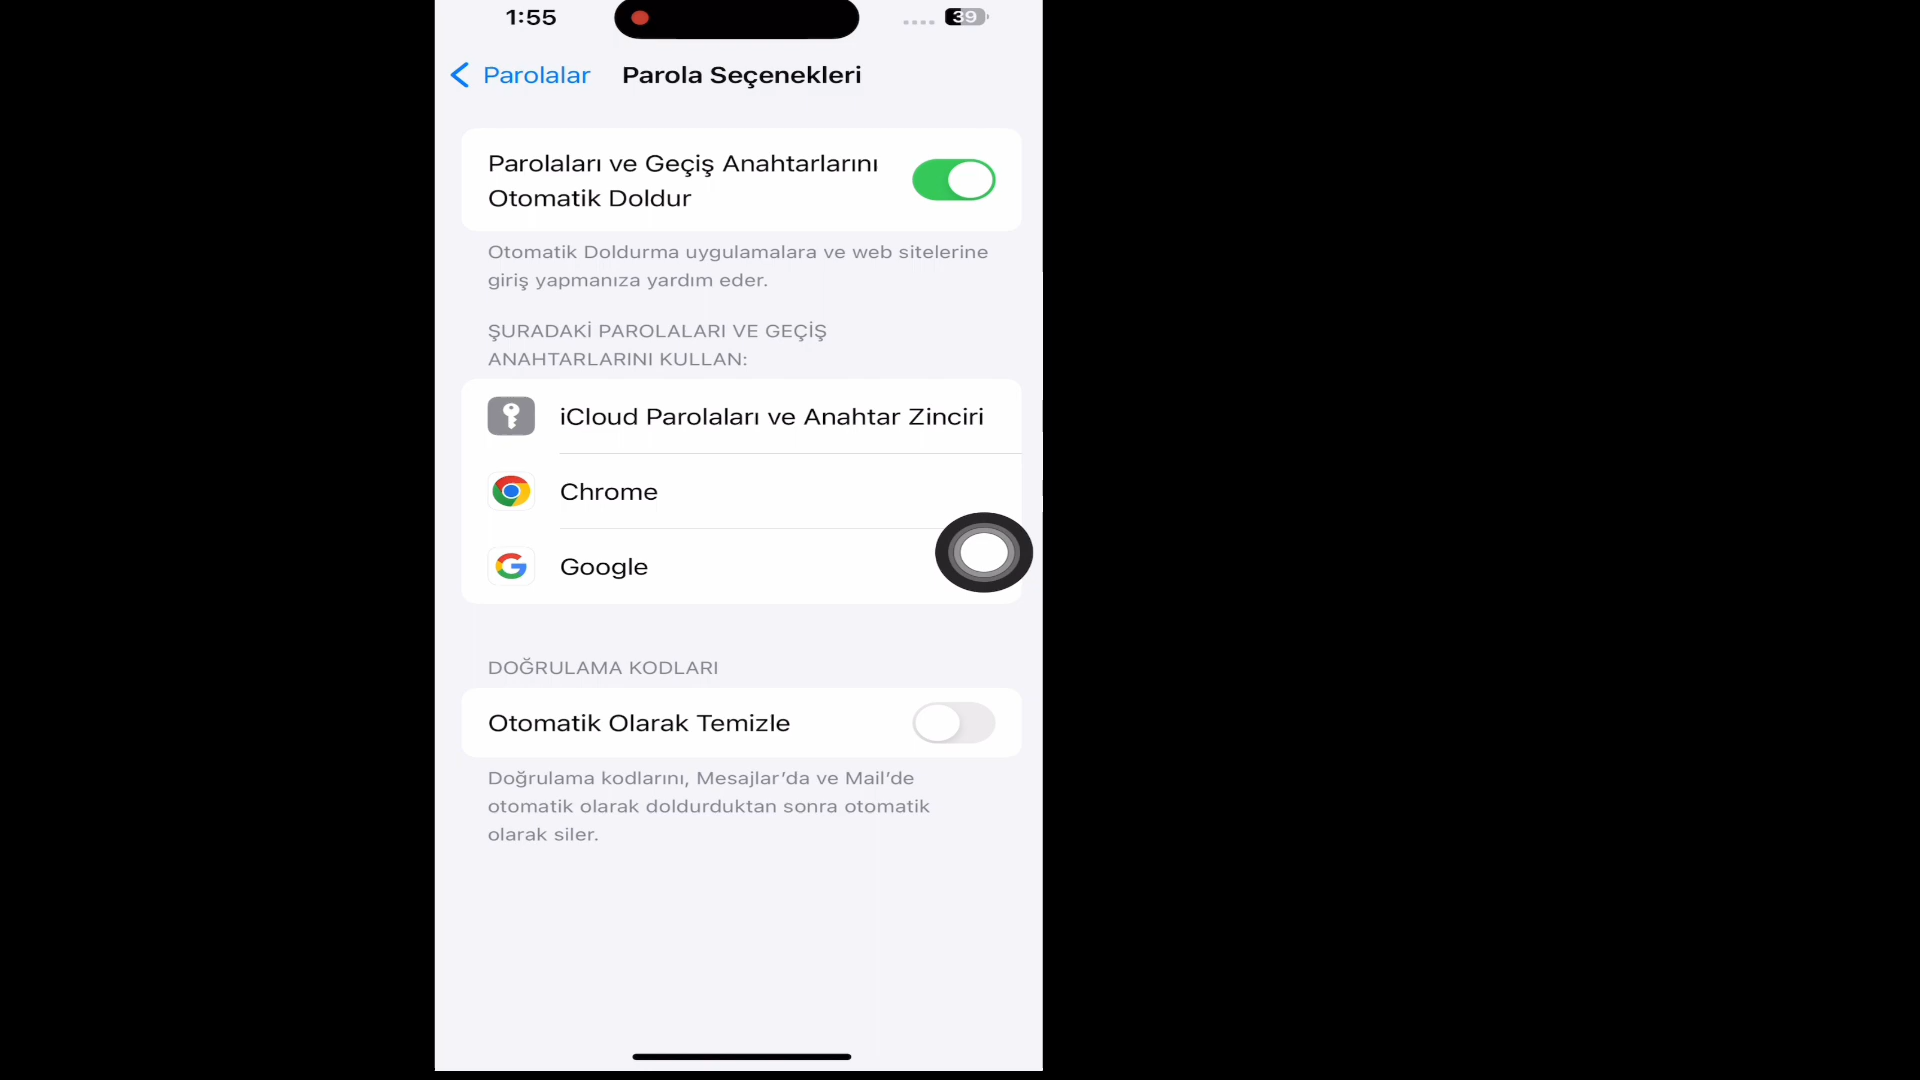 1:55
39
Parolalar
Parola Seçenekleri
Parolaları ve Geçiş Anahtarlarını
Otomatik Doldur
Otomatik Doldurma uygulamalara ve web sitelerine
giriş yapmanıza yardım eder.
ŞURADAKİ PAROLALARI VE GEÇİŞ
ANAHTARLARINI KULLAN:
iCloud Parolaları ve Anahtar Zinciri
Chrome
Google
DOĞRULAMA KODLARI
Otomatik Olarak Temizle
Doğrulama kodlarını, Mesajlar’da ve Mail’de
otomatik olarak doldurduktan sonra otomatik
olarak siler.